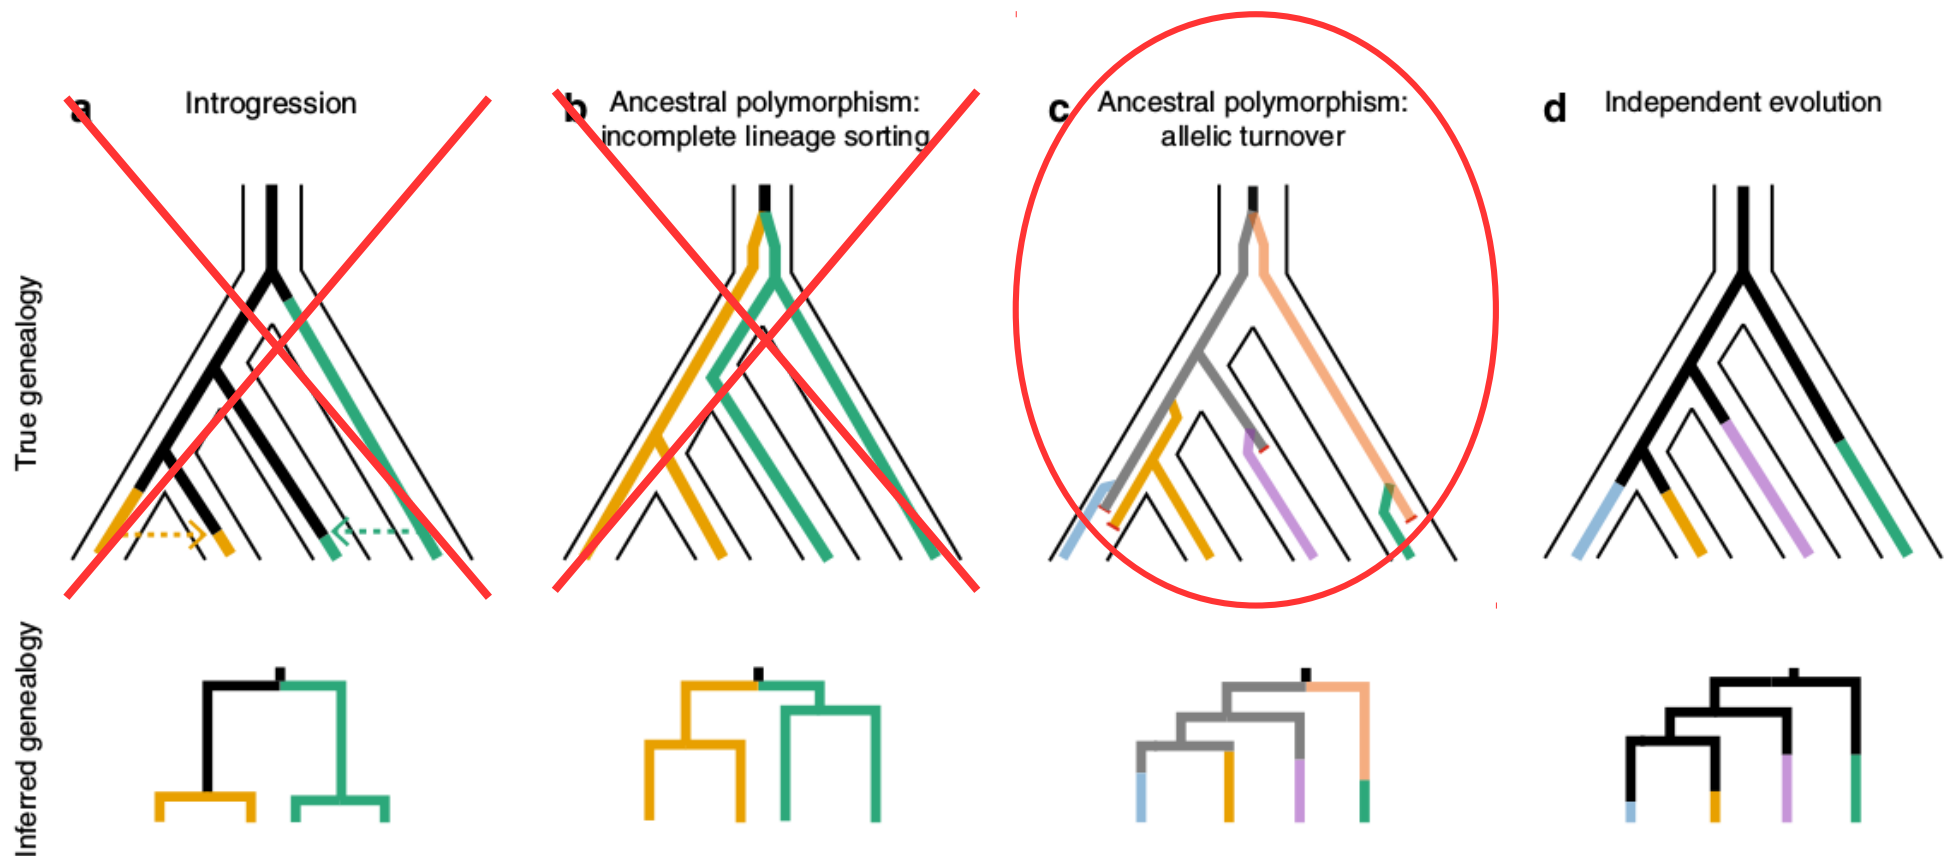 a Introgression
b Ancestral polymorphism:
incomplete lineage sorting
c Ancestral polymorphism:
allelic turnover
d Independent evolution
True genealogy
Inferred genealogy